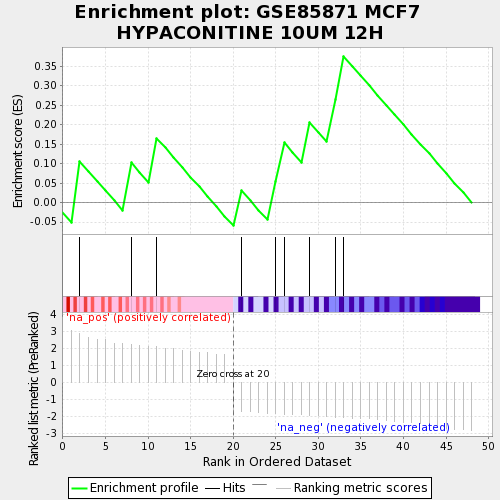 Enrichment plot: GSE85871 MCF7
HYPACONITINE 10UM 12H
Enrichment score (ES)
0.35
0.30
0.25
0.20
0.15
0.10
0.05
0.00
-0.05
Ranked list metric (PreRanked)
4
3
2
1
0
-1
-2
-3
'na_pos' (positively correlated)
Zero cross at 20
'na_neg' (negatively correlated)
0 5 10 15 20 25 30 35 40 45 50
Rank in Ordered Dataset
Enrichment profile Hits Ranking metric scores